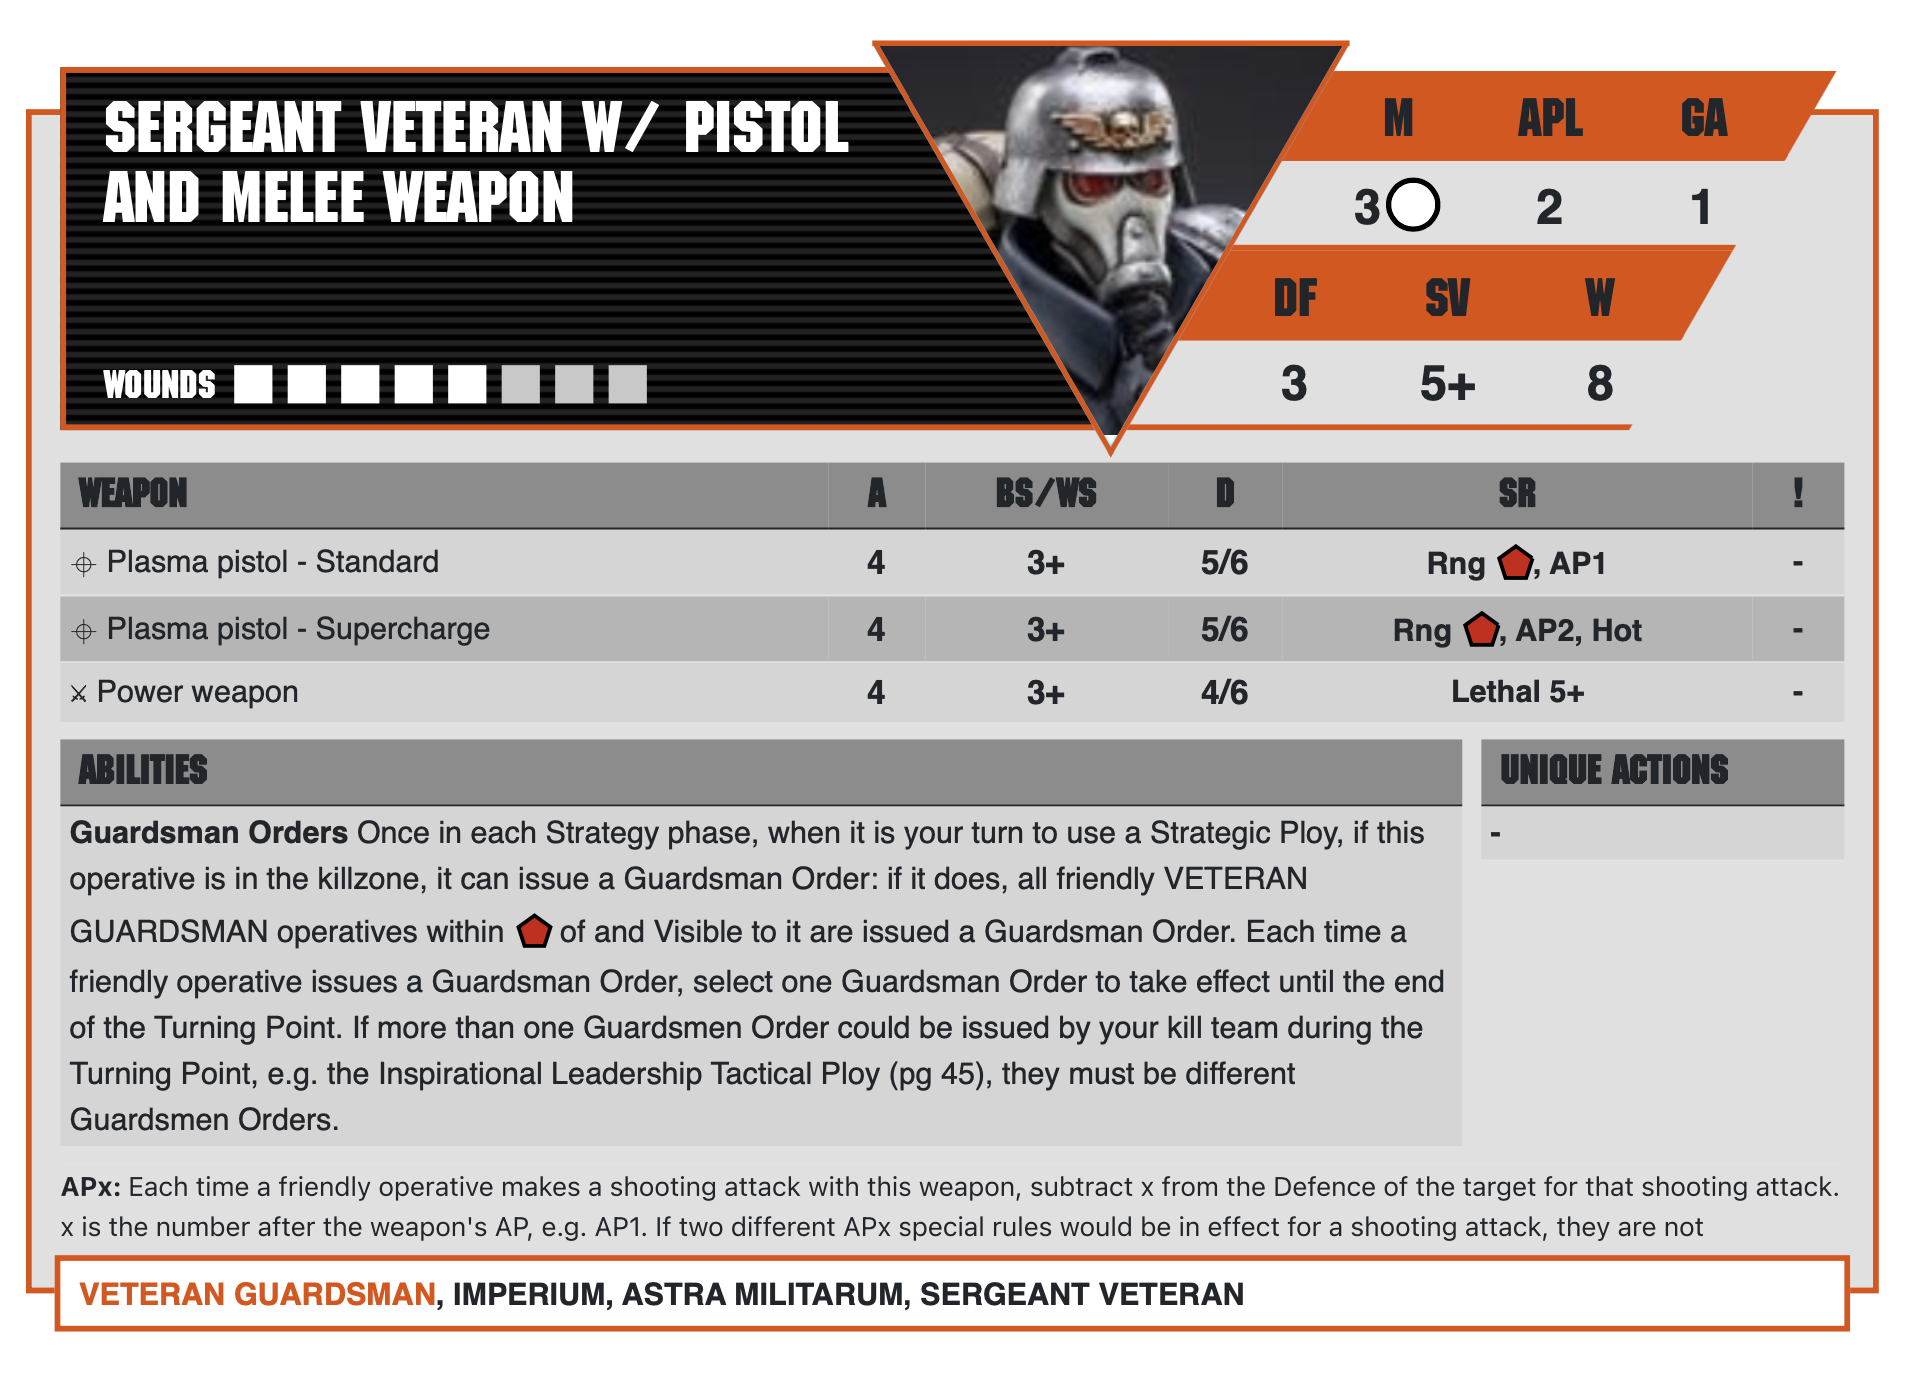 SERGEANT VETERAN W/ PISTOL
AND MELEE WEAPON
WOUNDS
M APL GA
3 2 1
DF SV W
3 5+ 8
WEAPON A BS/WS D SR !
Plasma pistol - Standard 4 3+ 5/6 Rng , AP1 -
Plasma pistol - Supercharge 4 3+ 5/6 Rng , AP2, Hot -
Power weapon 4 3+ 4/6 Lethal 5+ -
ABILITIES
Guardsman Orders Once in each Strategy phase, when it is your turn to use a Strategic Ploy, if this
operative is in the killzone, it can issue a Guardsman Order: if it does, all friendly VETERAN
GUARDSMAN operatives within of and Visible to it are issued a Guardsman Order. Each time a
friendly operative issues a Guardsman Order, select one Guardsman Order to take effect until the end
of the Turning Point. If more than one Guardsmen Order could be issued by your kill team during the
Turning Point, e.g. the Inspirational Leadership Tactical Ploy (pg 45), they must be different
Guardsmen Orders.
UNIQUE ACTIONS
-
APx: Each time a friendly operative makes a shooting attack with this weapon, subtract x from the Defence of the target for that shooting attack.
x is the number after the weapon's AP, e.g. AP1. If two different APx special rules would be in effect for a shooting attack, they are not
VETERAN GUARDSMAN, IMPERIUM, ASTRA MILITARUM, SERGEANT VETERAN